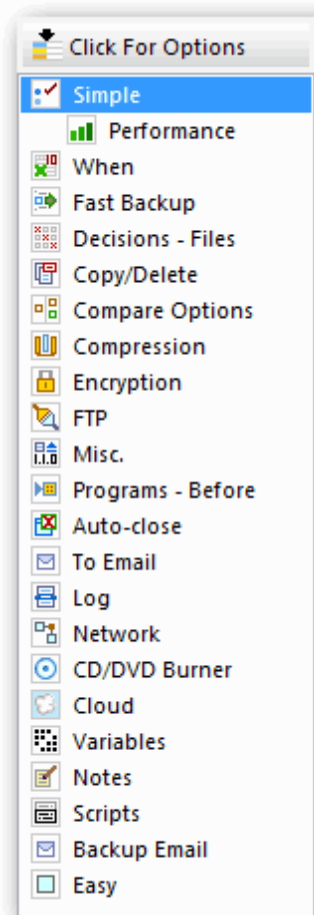 Click For Options
Simple
Performance
When
Fast Backup
Decisions - Files
Copy/Delete
Compare Options
Compression
Encryption
FTP
Misc.
Programs - Before
Auto-close
To Email
Log
Network
CD/DVD Burner
Cloud
Variables
Notes
Scripts
Backup Email
Easy